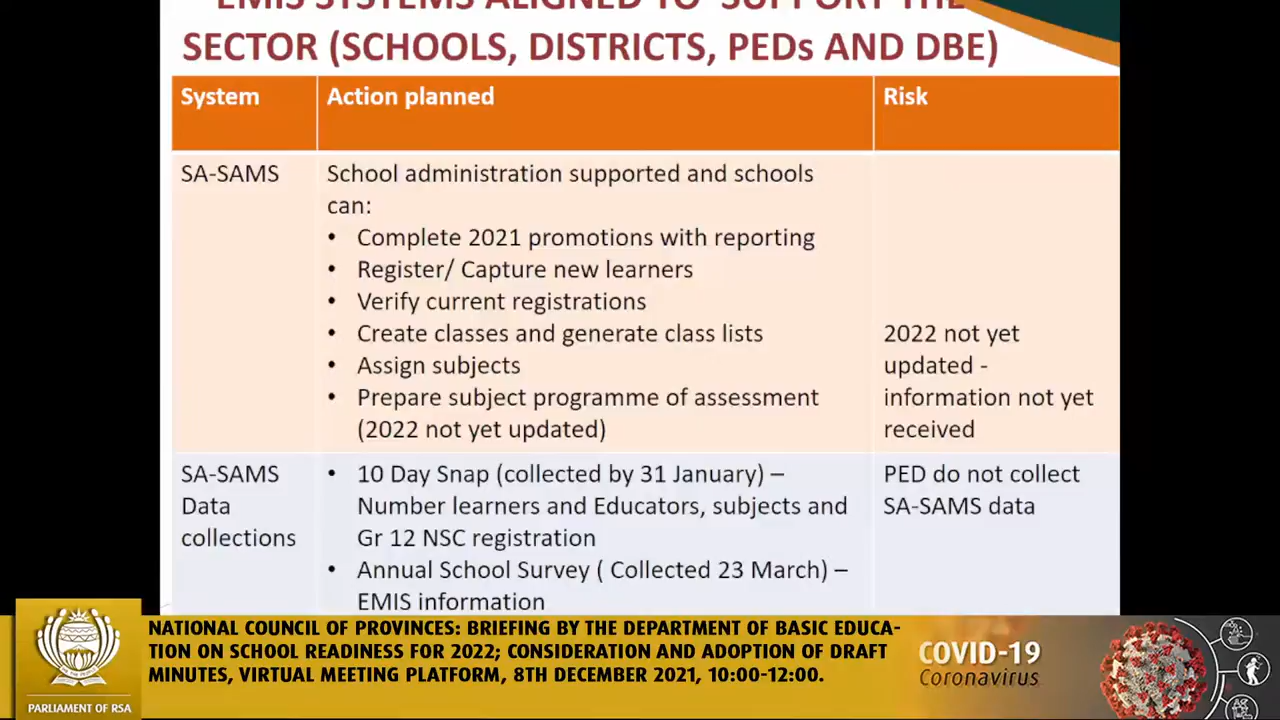 EMIS SYSTEMS ALIGNED TO SUPPORT THE
SECTOR (SCHOOLS, DISTRICTS, PEDs AND DBE)
System
Action planned
Risk
SA-SAMS
School administration supported and schools
can:
• Complete 2021 promotions with reporting
• Register/ Capture new learners
• Verify current registrations
• Create classes and generate class lists
• Assign subjects
• Prepare subject programme of assessment
(2022 not yet updated)
2022 not yet
updated -
information not yet
received
SA-SAMS
Data
collections
• 10 Day Snap (collected by 31 January) –
Number learners and Educators, subjects and
Gr 12 NSC registration
• Annual School Survey ( Collected 23 March) –
EMIS information
PED do not collect
SA-SAMS data
PARLIAMENT OF RSA
NATIONAL COUNCIL OF PROVINCES: BRIEFING BY THE DEPARTMENT OF BASIC EDUCA-
TION ON SCHOOL READINESS FOR 2022; CONSIDERATION AND ADOPTION OF DRAFT
MINUTES, VIRTUAL MEETING PLATFORM, 8TH DECEMBER 2021, 10:00-12:00.
COVID-19
Coronavirus